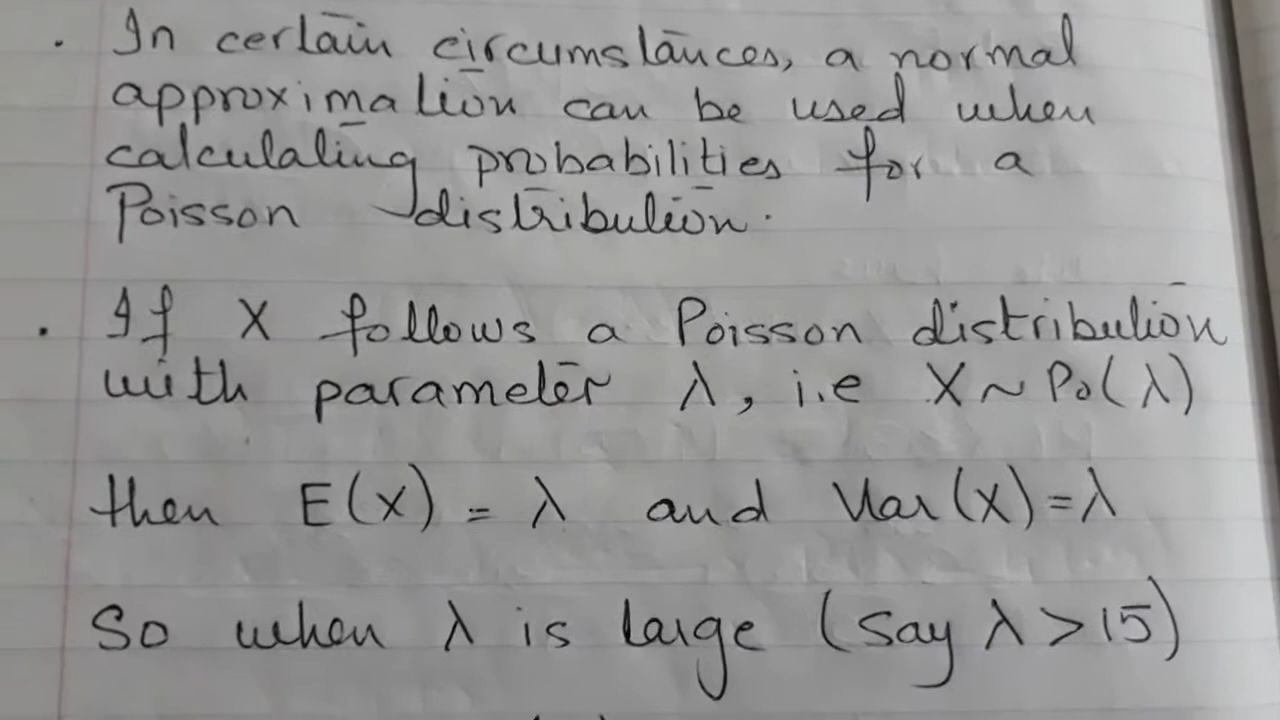 . In certain circumstances, a normal
approximation can be used when
calculating probabilities for a
Poisson distribution.
. If X follows a Poisson distribution
with parameter λ, i.e X ~ Po(λ)
then E(X) = λ and Var(X) = λ
So when λ is large (say λ > 15)